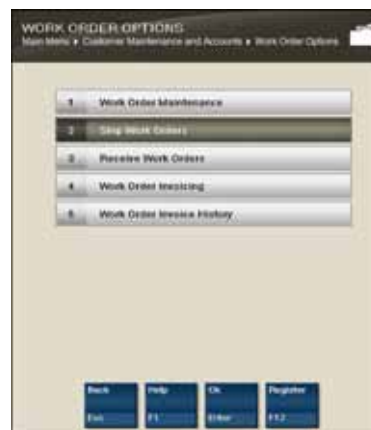 WORK ORDER OPTIONS
Main Menu ▸ Customer Maintenance and Accounts ▸ Work Order Options
1 Work Order Maintenance
2 Ship Work Orders
3 Receive Work Orders
4 Work Order Invoicing
5 Work Order Invoice History
Back Help Ok Register
Esc F1 Enter F12